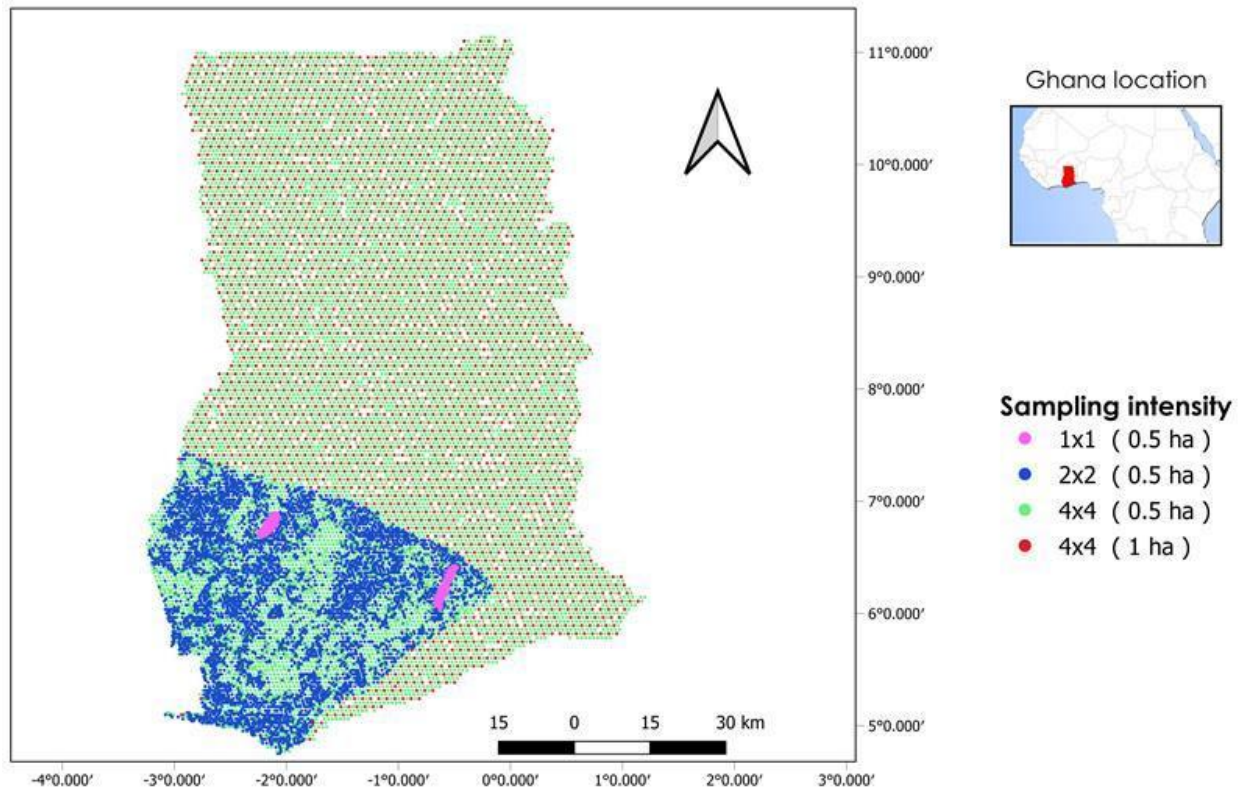 11°0.000′
10°0.000′
9°0.000′
8°0.000′
7°0.000′
6°0.000′
5°0.000′
15 0 15 30 km
-4°0.000′ -3°0.000′ -2°0.000′ -1°0.000′ 0°0.000′ 1°0.000′ 2°0.000′ 3°0.000′
Ghana location
Sampling intensity
1x1 ( 0.5 ha )
2x2 ( 0.5 ha )
4x4 ( 0.5 ha )
4x4 ( 1 ha )